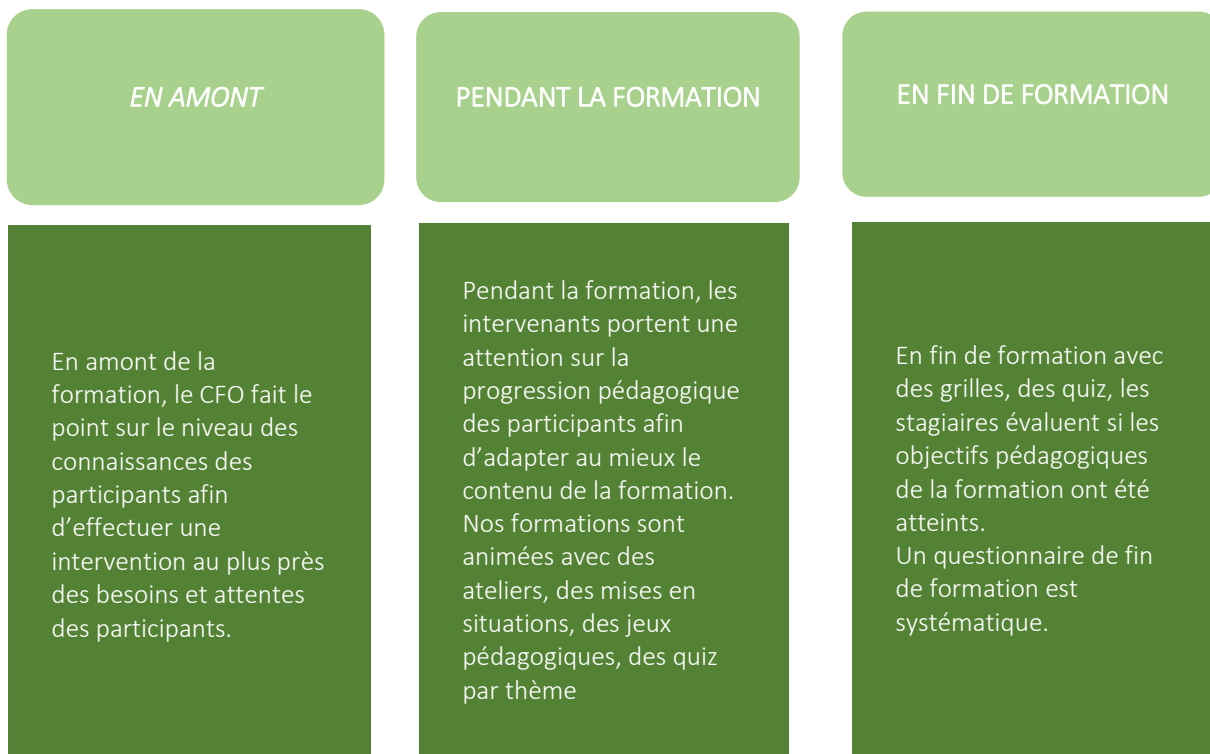 EN AMONT
En amont de la
formation, le CFO fait le
point sur le niveau des
connaissances des
participants afin
d’effectuer une
intervention au plus près
des besoins et attentes
des participants.
PENDANT LA FORMATION
Pendant la formation, les
intervenants portent une
attention sur la
progression pédagogique
des participants afin
d’adapter au mieux le
contenu de la formation.
Nos formations sont
animées avec des
ateliers, des mises en
situations, des jeux
pédagogiques, des quiz
par thème
EN FIN DE FORMATION
En fin de formation avec
des grilles, des quiz, les
stagiaires évaluent si les
objectifs pédagogiques
de la formation ont été
atteints.
Un questionnaire de fin
de formation est
systématique.